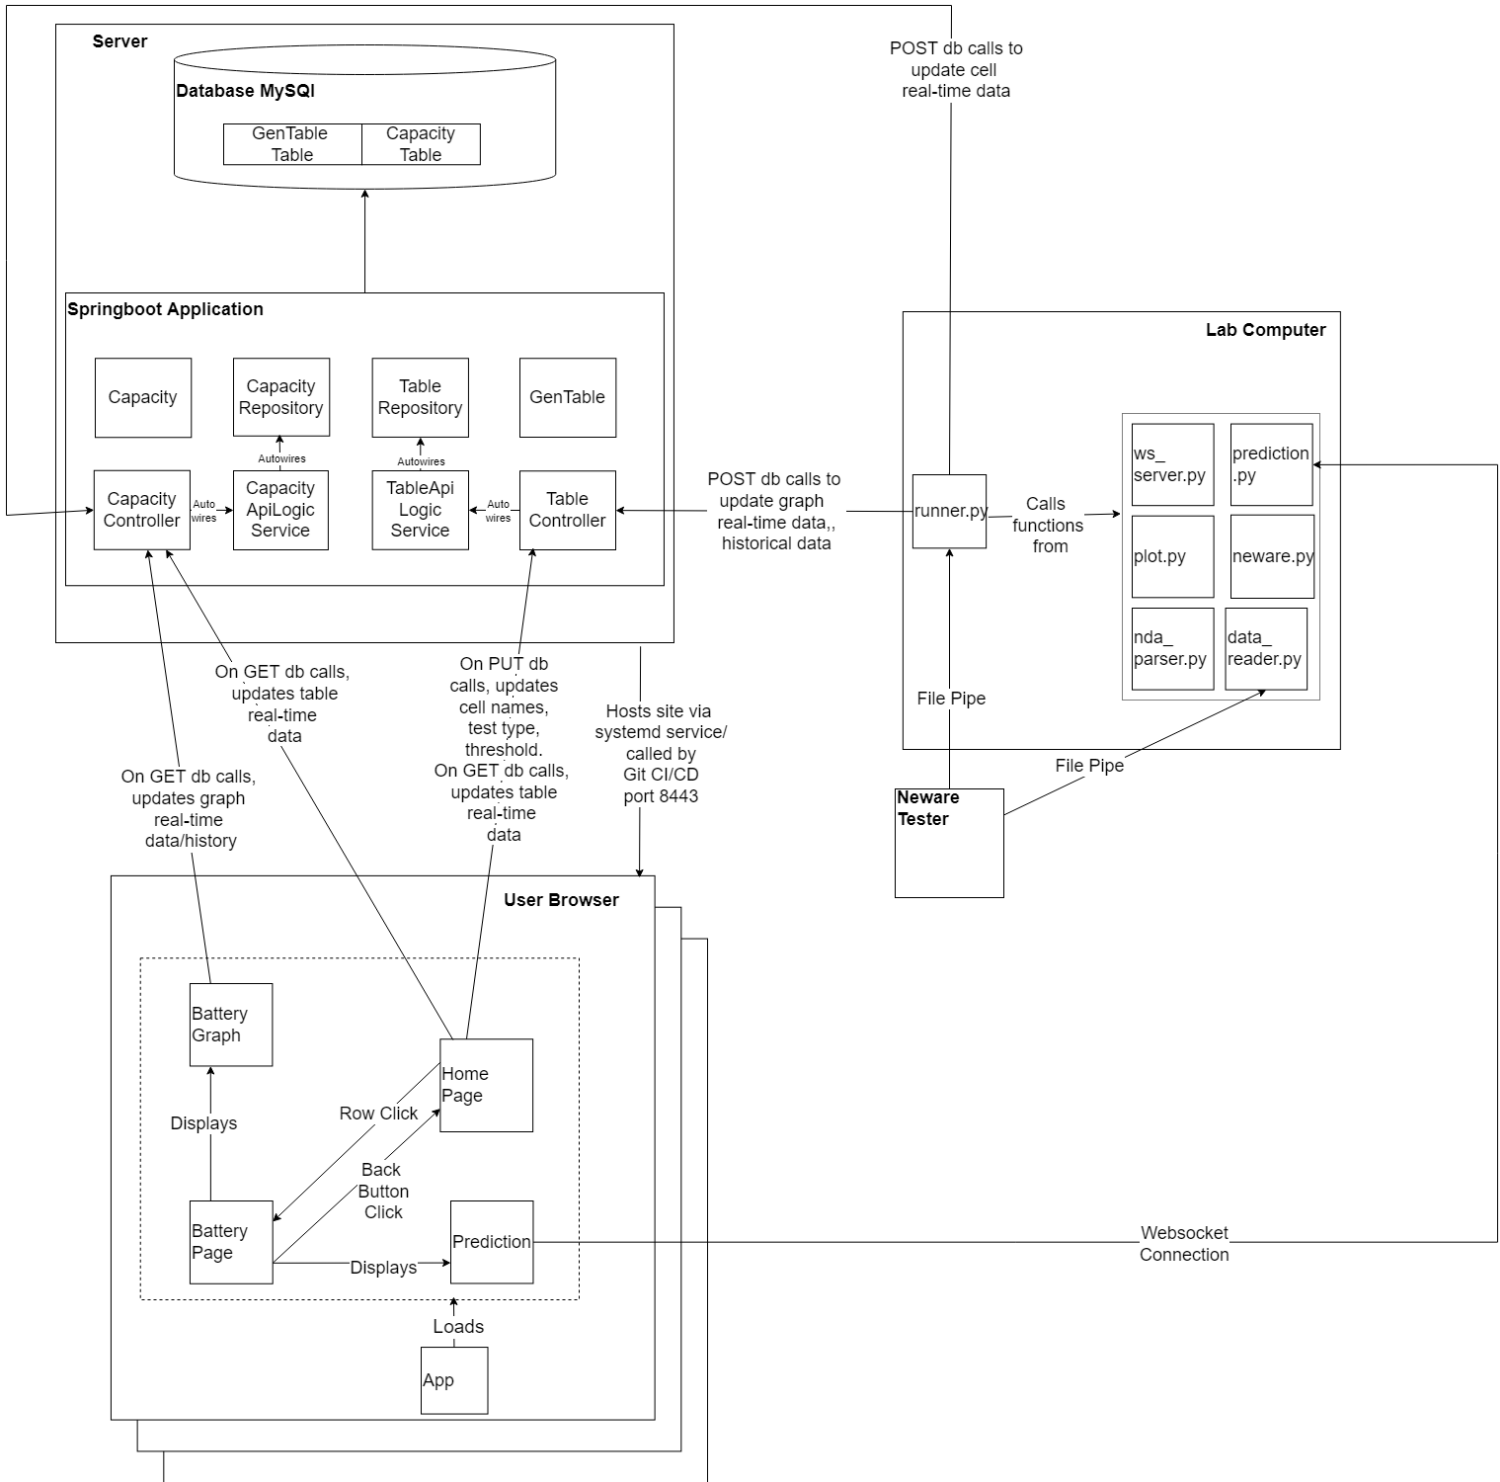 Server
Database MySQl
GenTable
Table
Capacity
Table
POST db calls to
update cell
real-time data
Springboot Application
Capacity
Capacity
Repository
Table
Repository
GenTable
Autowires
Autowires
Capacity
Controller
Auto
wires
Capacity
ApiLogic
Service
TableApi
Logic
Service
Auto
wires
Table
Controller
POST db calls to
update graph
real-time data,,
historical data
Lab Computer
runner.py
Calls
functions
from
ws_
server.py
prediction
.py
plot.py
neware.py
nda_
parser.py
data_
reader.py
File Pipe
File Pipe
Neware
Tester
On GET db calls,
updates graph
real-time
data/history
On GET db calls,
updates table
real-time
data
On PUT db
calls, updates
cell names,
test type,
threshold.
On GET db calls,
updates table
real-time
data
Hosts site via
systemd service/
called by
Git CI/CD
port 8443
User Browser
Battery
Graph
Home
Page
Displays
Row Click
Back
Button
Click
Battery
Page
Displays
Prediction
Websocket
Connection
Loads
App